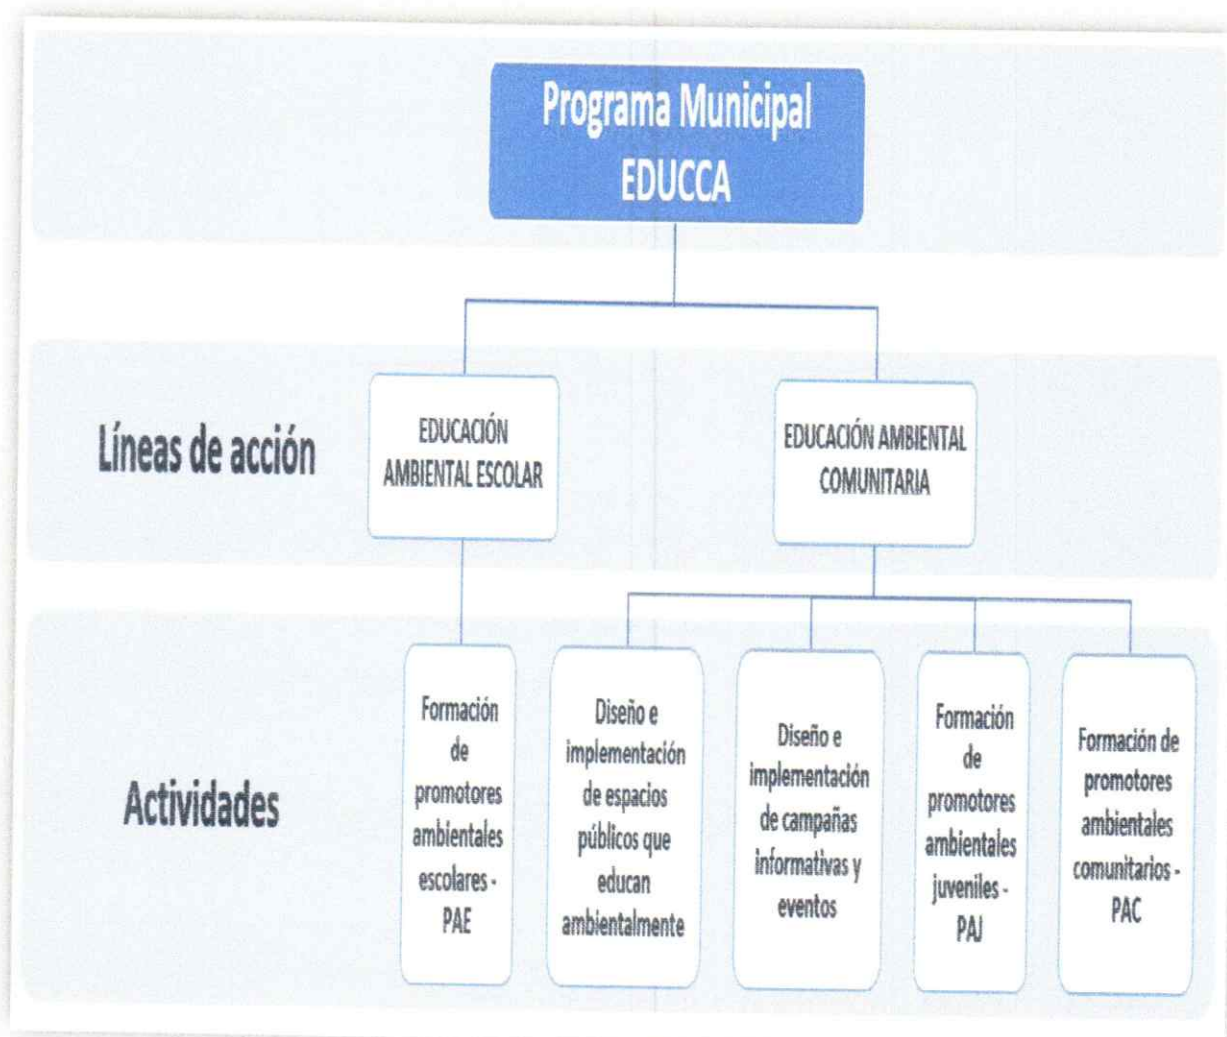 Programa Municipal
EDUCCA
Líneas de acción
EDUCACIÓN
AMBIENTAL ESCOLAR
EDUCACIÓN AMBIENTAL
COMUNITARIA
Actividades
Formación
de
promotores
ambientales
escolares -
PAE
Diseño e
implementación
de espacios
públicos que
educan
ambientalmente
Diseño e
implementación
de campañas
informativas y
eventos
Formación
de
promotores
ambientales
juveniles -
PAJ
Formación de
promotores
ambientales
comunitarios -
PAC